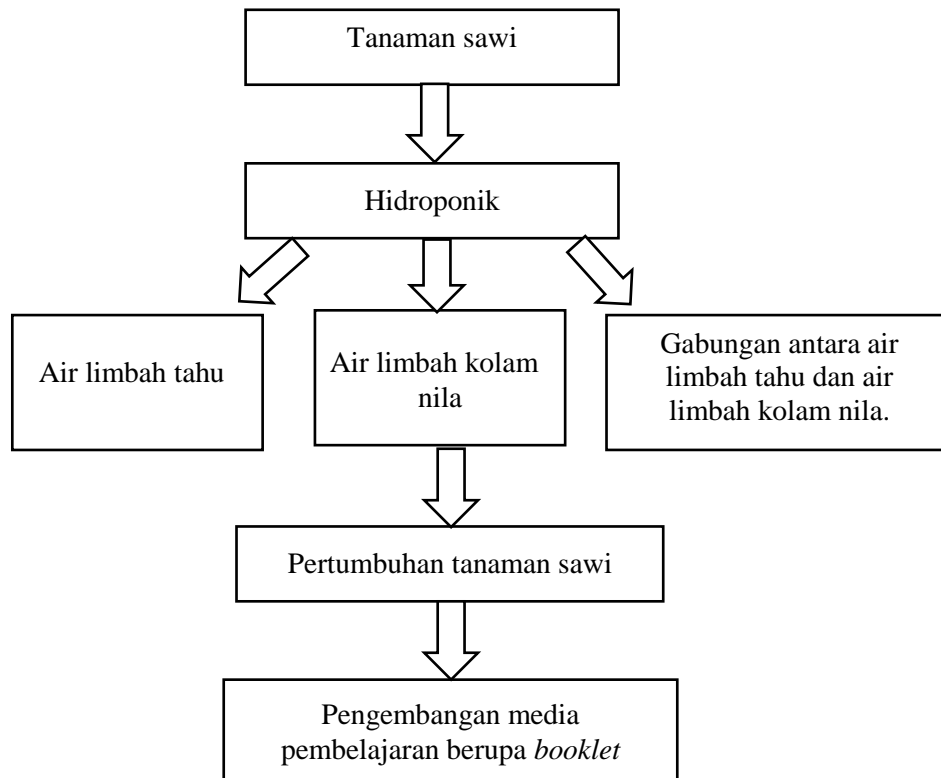 Tanaman sawi
Hidroponik
Air limbah tahu
Air limbah kolam
nila
Gabungan antara air
limbah tahu dan air
limbah kolam nila.
Pertumbuhan tanaman sawi
Pengembangan media
pembelajaran berupa booklet